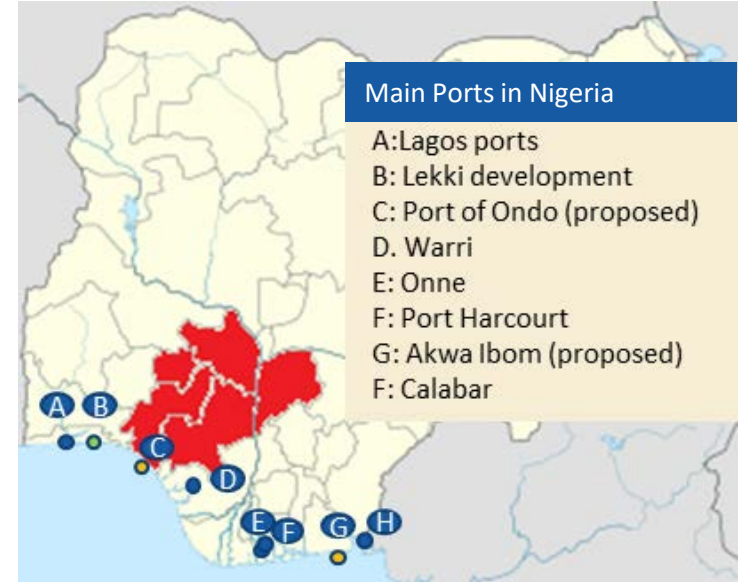 Main Ports in Nigeria
A:Lagos ports
B: Lekki development
C: Port of Ondo (proposed)
D. Warri
E: Onne
F: Port Harcourt
G: Akwa Ibom (proposed)
F: Calabar
A
B
C
D
E
F
G
H